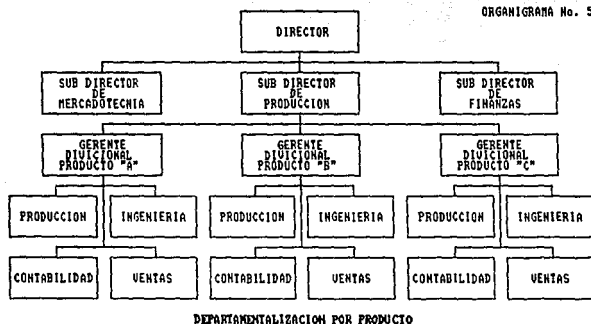 ORGANIGRAMA No. 5
DIRECTOR
SUB DIRECTOR
DE
MERCADOTECNIA
SUB DIRECTOR
DE
PRODUCCION
SUB DIRECTOR
DE
FINANZAS
GERENTE
DIVICIONAL
PRODUCTO "A"
GERENTE
DIVICIONAL
PRODUCTO "B"
GERENTE
DIVICIONAL
PRODUCTO "C"
PRODUCCION
INGENIERIA
PRODUCCION
INGENIERIA
PRODUCCION
INGENIERIA
CONTABILIDAD
VENTAS
CONTABILIDAD
VENTAS
CONTABILIDAD
VENTAS
DEPARTAMENTALIZACION POR PRODUCTO